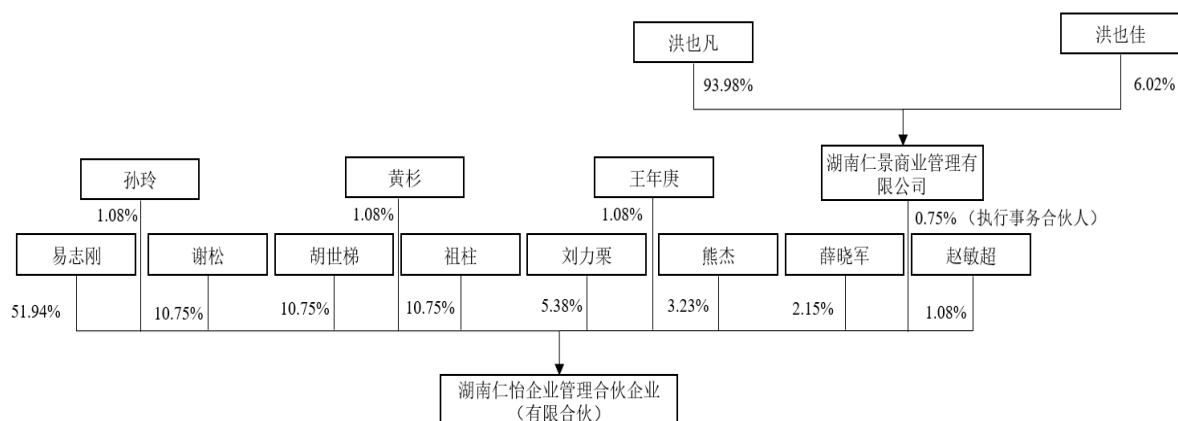 洪也凡
洪也佳
93.98%
6.02%
湖南仁景商业管理有
限公司
孙玲
黄杉
王年庚
1.08%
1.08%
1.08%
0.75%（执行事务合伙人）
易志刚
谢松
胡世梯
祖柱
刘力栗
熊杰
薛晓军
赵敏超
51.94%
10.75%
10.75%
10.75%
5.38%
3.23%
2.15%
1.08%
湖南仁怡企业管理合伙企业
（有限合伙）